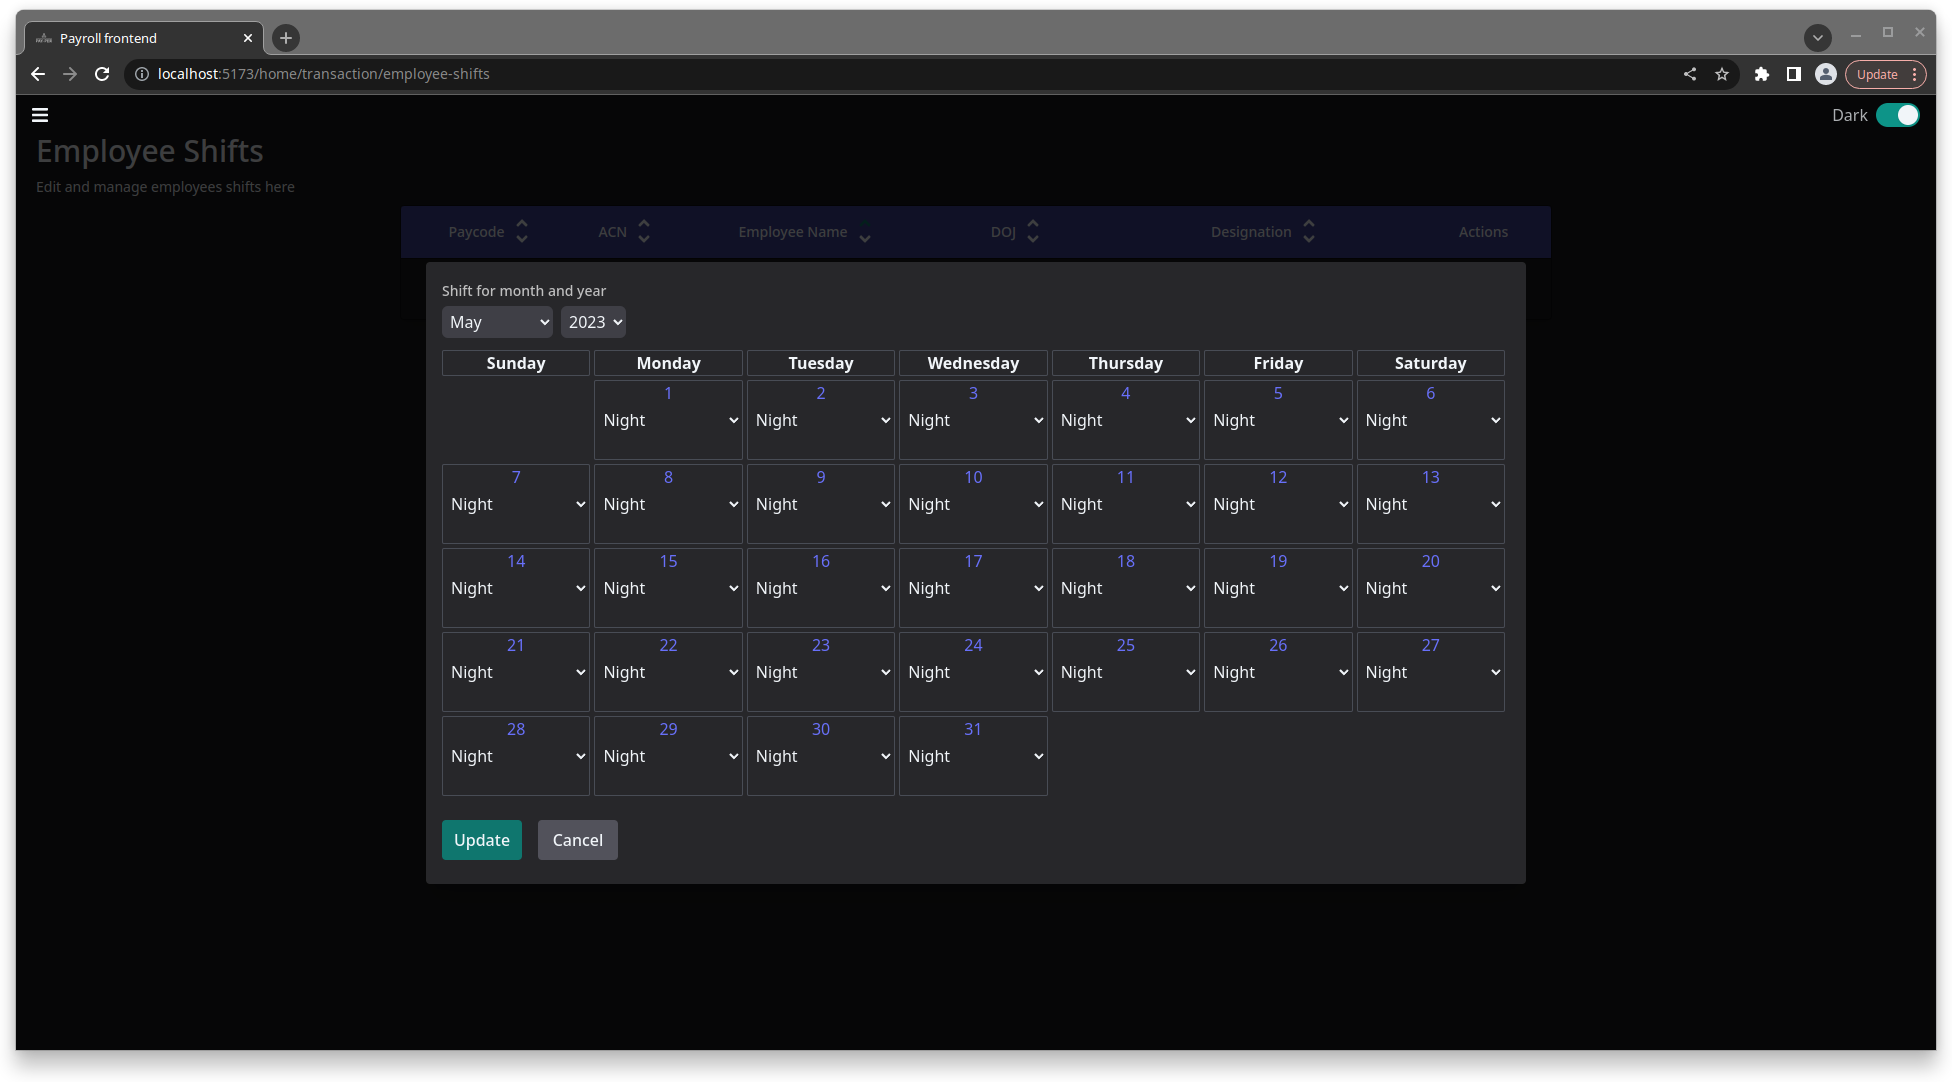 Payroll frontend
localhost:5173/home/transaction/employee-shifts
Update
Dark
Employee Shifts
Edit and manage employees shifts here
Paycode ACN Employee Name DOJ Designation Actions
Shift for month and year
May 2023
Sunday Monday Tuesday Wednesday Thursday Friday Saturday
1 2 3 4 5 6
Night Night Night Night Night Night
7 8 9 10 11 12 13
Night Night Night Night Night Night Night
14 15 16 17 18 19 20
Night Night Night Night Night Night Night
21 22 23 24 25 26 27
Night Night Night Night Night Night Night
28 29 30 31
Night Night Night Night
Update Cancel